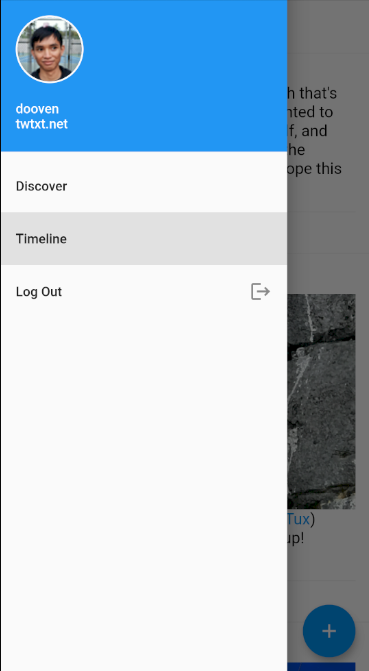 dooven
twtxt.net
Discover
Timeline
Log Out
h that's
nted to
f, and
he
ope this
Tux)
up!